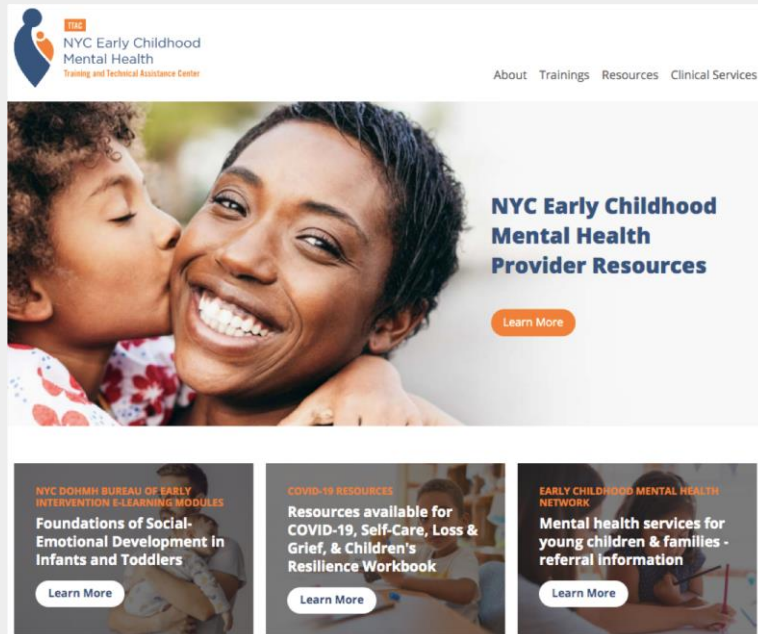 TTAC
NYC Early Childhood
Mental Health
Training and Technical Assistance Center
About Trainings Resources Clinical Services
NYC Early Childhood
Mental Health
Provider Resources
Learn More
NYC DOHMH BUREAU OF EARLY
INTERVENTION E-LEARNING MODULES
Foundations of Social-
Emotional Development in
Infants and Toddlers
Learn More
COVID-19 RESOURCES
Resources available for
COVID-19, Self-Care, Loss &
Grief, & Children's
Resilience Workbook
Learn More
EARLY CHILDHOOD MENTAL HEALTH
NETWORK
Mental health services for
young children & families -
referral information
Learn More